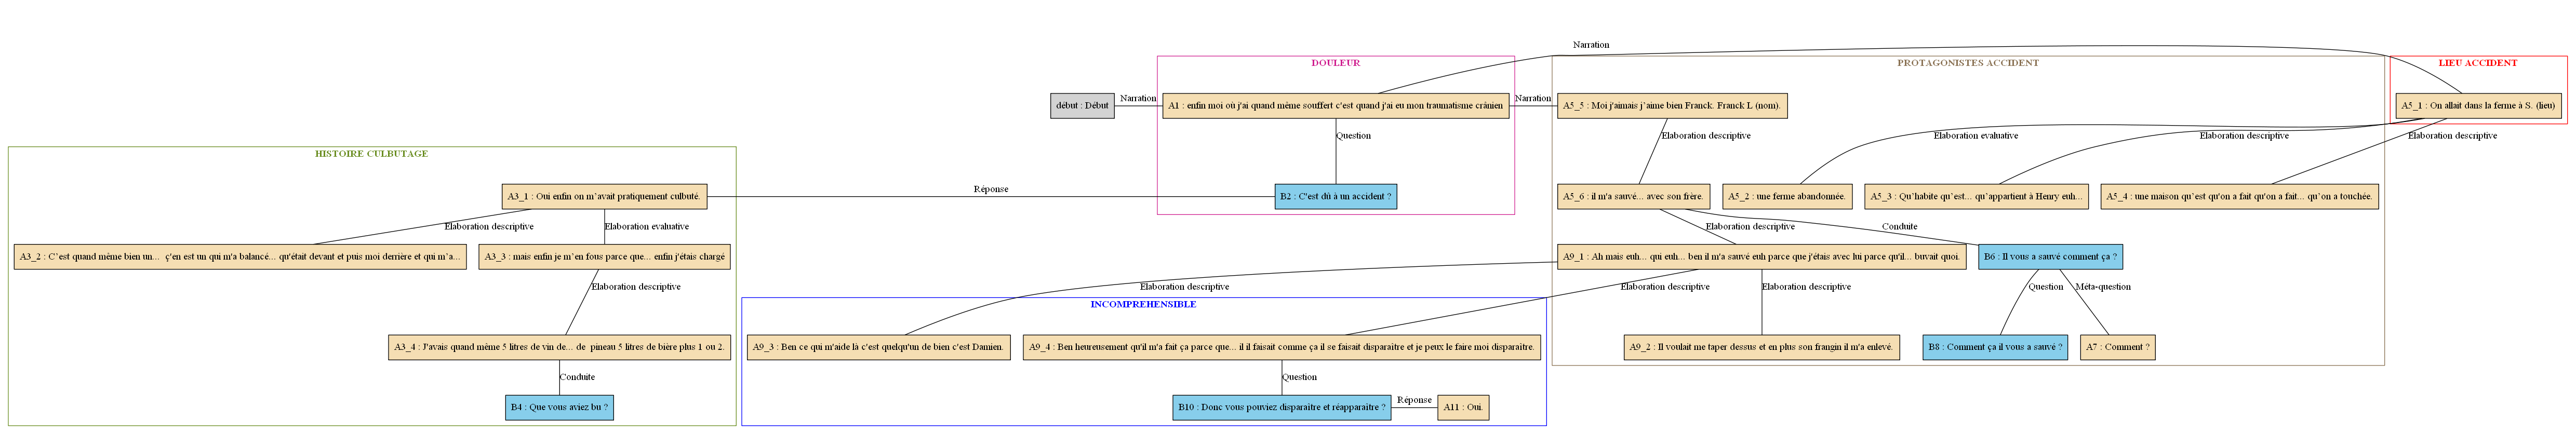 Narration
DOULEUR
PROTAGONISTES ACCIDENT
LIEU ACCIDENT
début : Début
Narration
A1 : enfin moi où j'ai quand même souffert c'est quand j'ai eu mon traumatisme crânien
Narration
A5_5 : Moi j'aimais j’aime bien Franck. Franck L (nom).
A5_1 : On allait dans la ferme à S. (lieu)
Question
Elaboration descriptive
Elaboration evaluative
Elaboration descriptive
Elaboration descriptive
HISTOIRE CULBUTAGE
A3_1 : Oui enfin on m’avait pratiquement culbuté.
Réponse
B2 : C'est dû à un accident ?
A5_6 : il m'a sauvé... avec son frère.
A5_2 : une ferme abandonnée.
A5_3 : Qu’habite qu’est... qu’appartient à Henry euh...
A5_4 : une maison qu’est qu'on a fait qu'on a fait... qu’on a touchée.
Elaboration descriptive
Elaboration evaluative
Elaboration descriptive
Conduite
A3_2 : C’est quand même bien un...  ç'en est un qui m'a balancé... qu'était devant et puis moi derrière et qui m’a...
A3_3 : mais enfin je m’en fous parce que... enfin j'étais chargé
A9_1 : Ah mais euh... qui euh... ben il m'a sauvé euh parce que j'étais avec lui parce qu'il... buvait quoi.
B6 : Il vous a sauvé comment ça ?
Elaboration descriptive
Elaboration descriptive
Elaboration descriptive
Elaboration descriptive
Question
Méta-question
INCOMPREHENSIBLE
A3_4 : J'avais quand même 5 litres de vin de... de  pineau 5 litres de bière plus 1 ou 2.
A9_3 : Ben ce qui m'aide là c'est quelqu'un de bien c'est Damien.
A9_4 : Ben heureusement qu'il m'a fait ça parce que... il il faisait comme ça il se faisait disparaître et je peux le faire moi disparaître.
A9_2 : Il voulait me taper dessus et en plus son frangin il m'a enlevé.
B8 : Comment ça il vous a sauvé ?
A7 : Comment ?
Conduite
Question
B4 : Que vous aviez bu ?
B10 : Donc vous pouviez disparaître et réapparaître ?
Réponse
A11 : Oui.